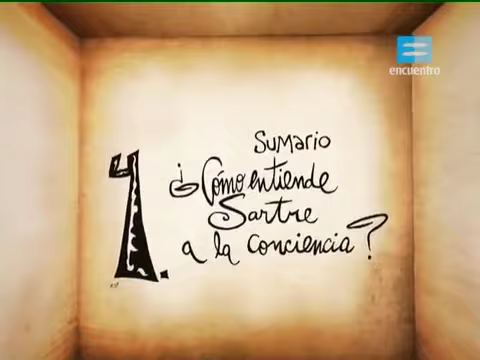 encuentro
Sumario
1. ¿Cómo entiende
Sartre
a la conciencia?